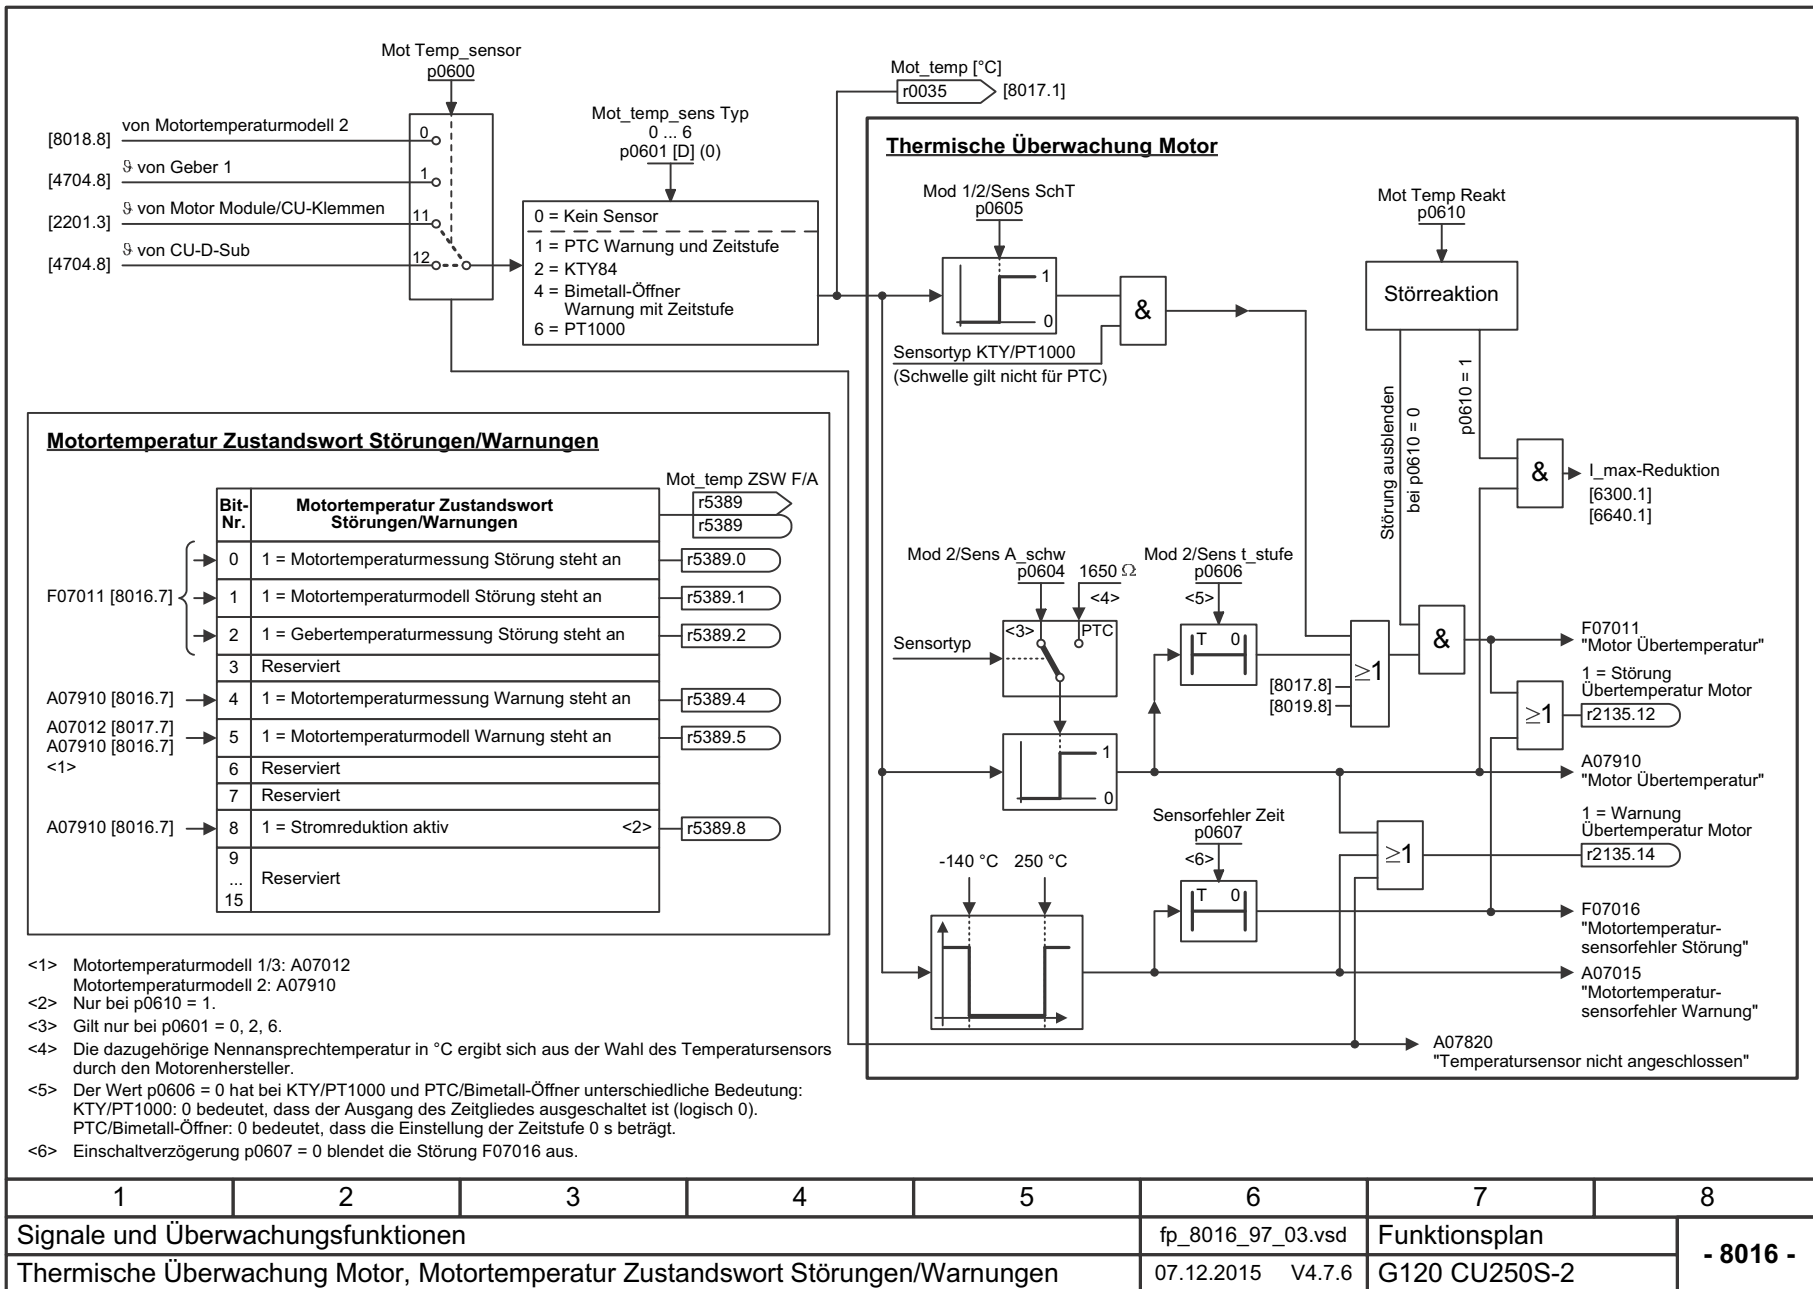 Mot Temp_sensor
p0600
[8018.8] von Motortemperaturmodell 2 0
[4704.8] ϑ von Geber 1 1
[2201.3] ϑ von Motor Module/CU-Klemmen 11
[4704.8] ϑ von CU-D-Sub 12
Mot_temp_sens Typ
0 ... 6
p0601 [D] (0)
0 = Kein Sensor
1 = PTC Warnung und Zeitstufe
2 = KTY84
4 = Bimetall-Öffner
Warnung mit Zeitstufe
6 = PT1000
Mot_temp [°C]
r0035 [8017.1]
Thermische Überwachung Motor
Mod 1/2/Sens SchT
p0605
1
0
&
Sensortyp KTY/PT1000
(Schwelle gilt nicht für PTC)
Mot Temp Reakt
p0610
Störreaktion
Störung ausblenden
bei p0610 = 0
p0610 = 1
&
I_max-Reduktion
[6300.1]
[6640.1]
Mod 2/Sens A_schw
p0604
1650 Ω
<4>
<3>
PTC
Sensortyp
Mod 2/Sens t_stufe
p0606
<5>
T 0
[8017.8]
[8019.8]
≥1
&
F07011
"Motor Übertemperatur"
1 = Störung
Übertemperatur Motor
≥1
r2135.12
1
0
A07910
"Motor Übertemperatur"
Sensorfehler Zeit
p0607
<6>
T 0
1 = Warnung
Übertemperatur Motor
≥1
r2135.14
-140 °C 250 °C
F07016
"Motortemperatur-
sensorfehler Störung"
A07015
"Motortemperatur-
sensorfehler Warnung"
A07820
"Temperatursensor nicht angeschlossen"
Motortemperatur Zustandswort Störungen/Warnungen
Mot_temp ZSW F/A
Bit-
Nr.
Motortemperatur Zustandswort
Störungen/Warnungen
r5389
r5389
F07011 [8016.7]
0 1 = Motortemperaturmessung Störung steht an r5389.0
1 1 = Motortemperaturmodell Störung steht an r5389.1
2 1 = Gebertemperaturmessung Störung steht an r5389.2
3 Reserviert
A07910 [8016.7] 4 1 = Motortemperaturmessung Warnung steht an r5389.4
A07012 [8017.7]
A07910 [8016.7]
<1>
5 1 = Motortemperaturmodell Warnung steht an r5389.5
6 Reserviert
7 Reserviert
A07910 [8016.7] 8 1 = Stromreduktion aktiv <2> r5389.8
9
...
15
Reserviert
<1> Motortemperaturmodell 1/3: A07012
Motortemperaturmodell 2: A07910
<2> Nur bei p0610 = 1.
<3> Gilt nur bei p0601 = 0, 2, 6.
<4> Die dazugehörige Nennansprechtemperatur in °C ergibt sich aus der Wahl des Temperatursensors
durch den Motorenhersteller.
<5> Der Wert p0606 = 0 hat bei KTY/PT1000 und PTC/Bimetall-Öffner unterschiedliche Bedeutung:
KTY/PT1000: 0 bedeutet, dass der Ausgang des Zeitgliedes ausgeschaltet ist (logisch 0).
PTC/Bimetall-Öffner: 0 bedeutet, dass die Einstellung der Zeitstufe 0 s beträgt.
<6> Einschaltverzögerung p0607 = 0 blendet die Störung F07016 aus.
1 2 3 4 5 6 7 8
Signale und Überwachungsfunktionen fp_8016_97_03.vsd Funktionsplan
- 8016 -
Thermische Überwachung Motor, Motortemperatur Zustandswort Störungen/Warnungen 07.12.2015 V4.7.6 G120 CU250S-2